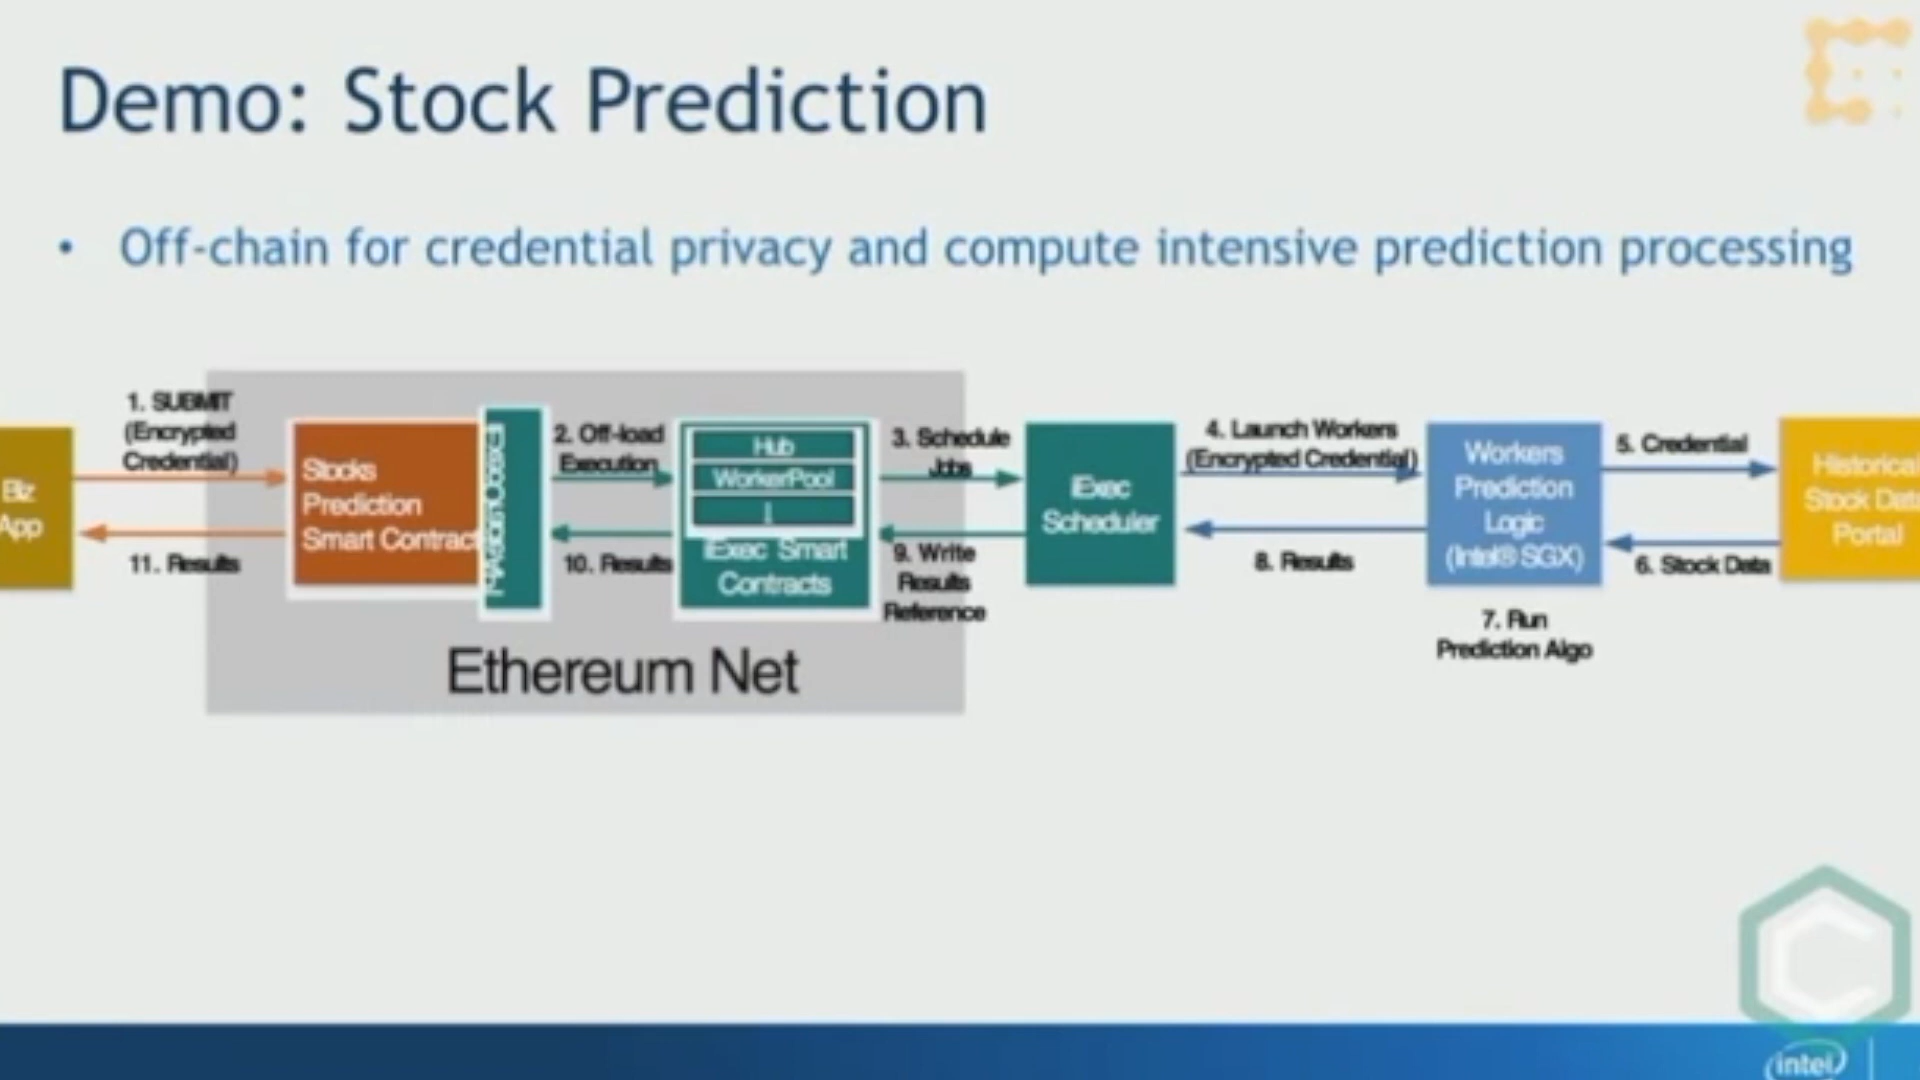 Demo: Stock Prediction
• Off-chain for credential privacy and compute intensive prediction processing
1. SUBMIT
(Encrypted
Credential)
Biz
App
11. Results
Stocks
Prediction
Smart Contract
2. Off-load
Execution
10. Results
Hub
WorkerPool
iExec Smart
Contracts
3. Schedule
Jobs
9. Write
Results
Reference
Ethereum Net
iExec
Scheduler
4. Launch Workers
(Encrypted Credential)
8. Results
Workers
Prediction
Logic
(Intel® SGX)
7. Run
Prediction Algo
5. Credential
6. Stock Data
Historical
Stock Data
Portal
intel